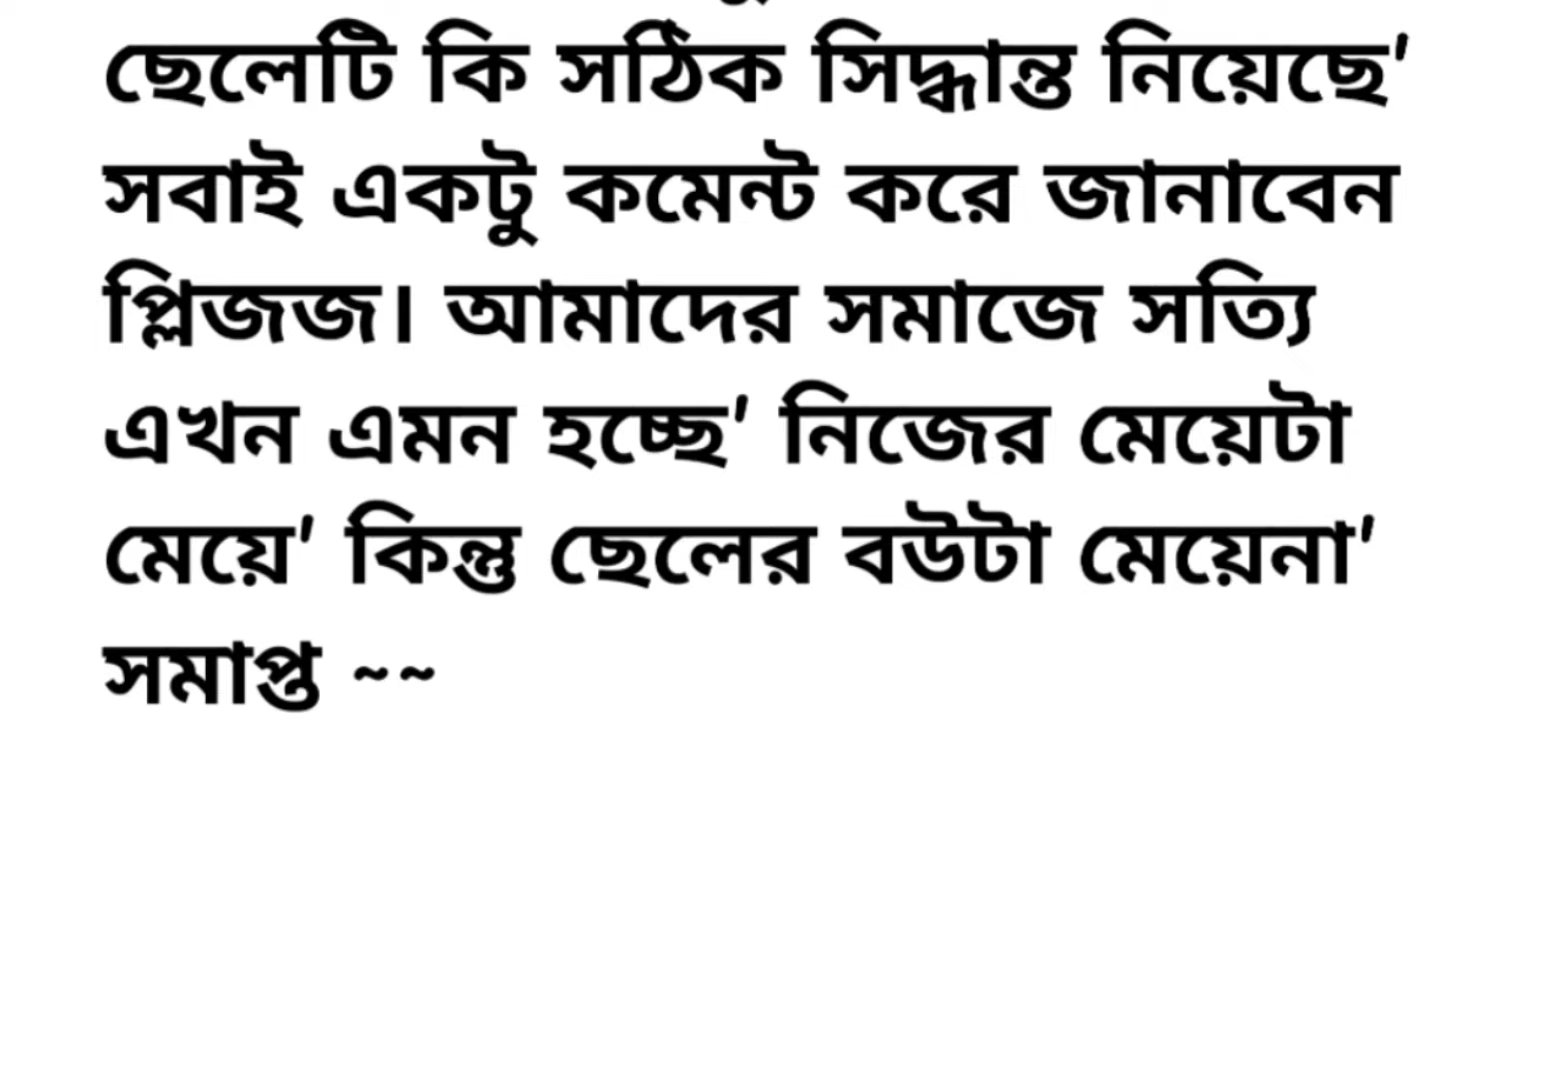 ছেলেটি কি সঠিক সিদ্ধান্ত নিয়েছে'
সবাই একটু কমেন্ট করে জানাবেন
প্লিজজ। আমাদের সমাজে সত্যি
এখন এমন হচ্ছে' নিজের মেয়েটা
মেয়ে' কিন্তু ছেলের বউটা মেয়েনা'
সমাপ্ত ~~